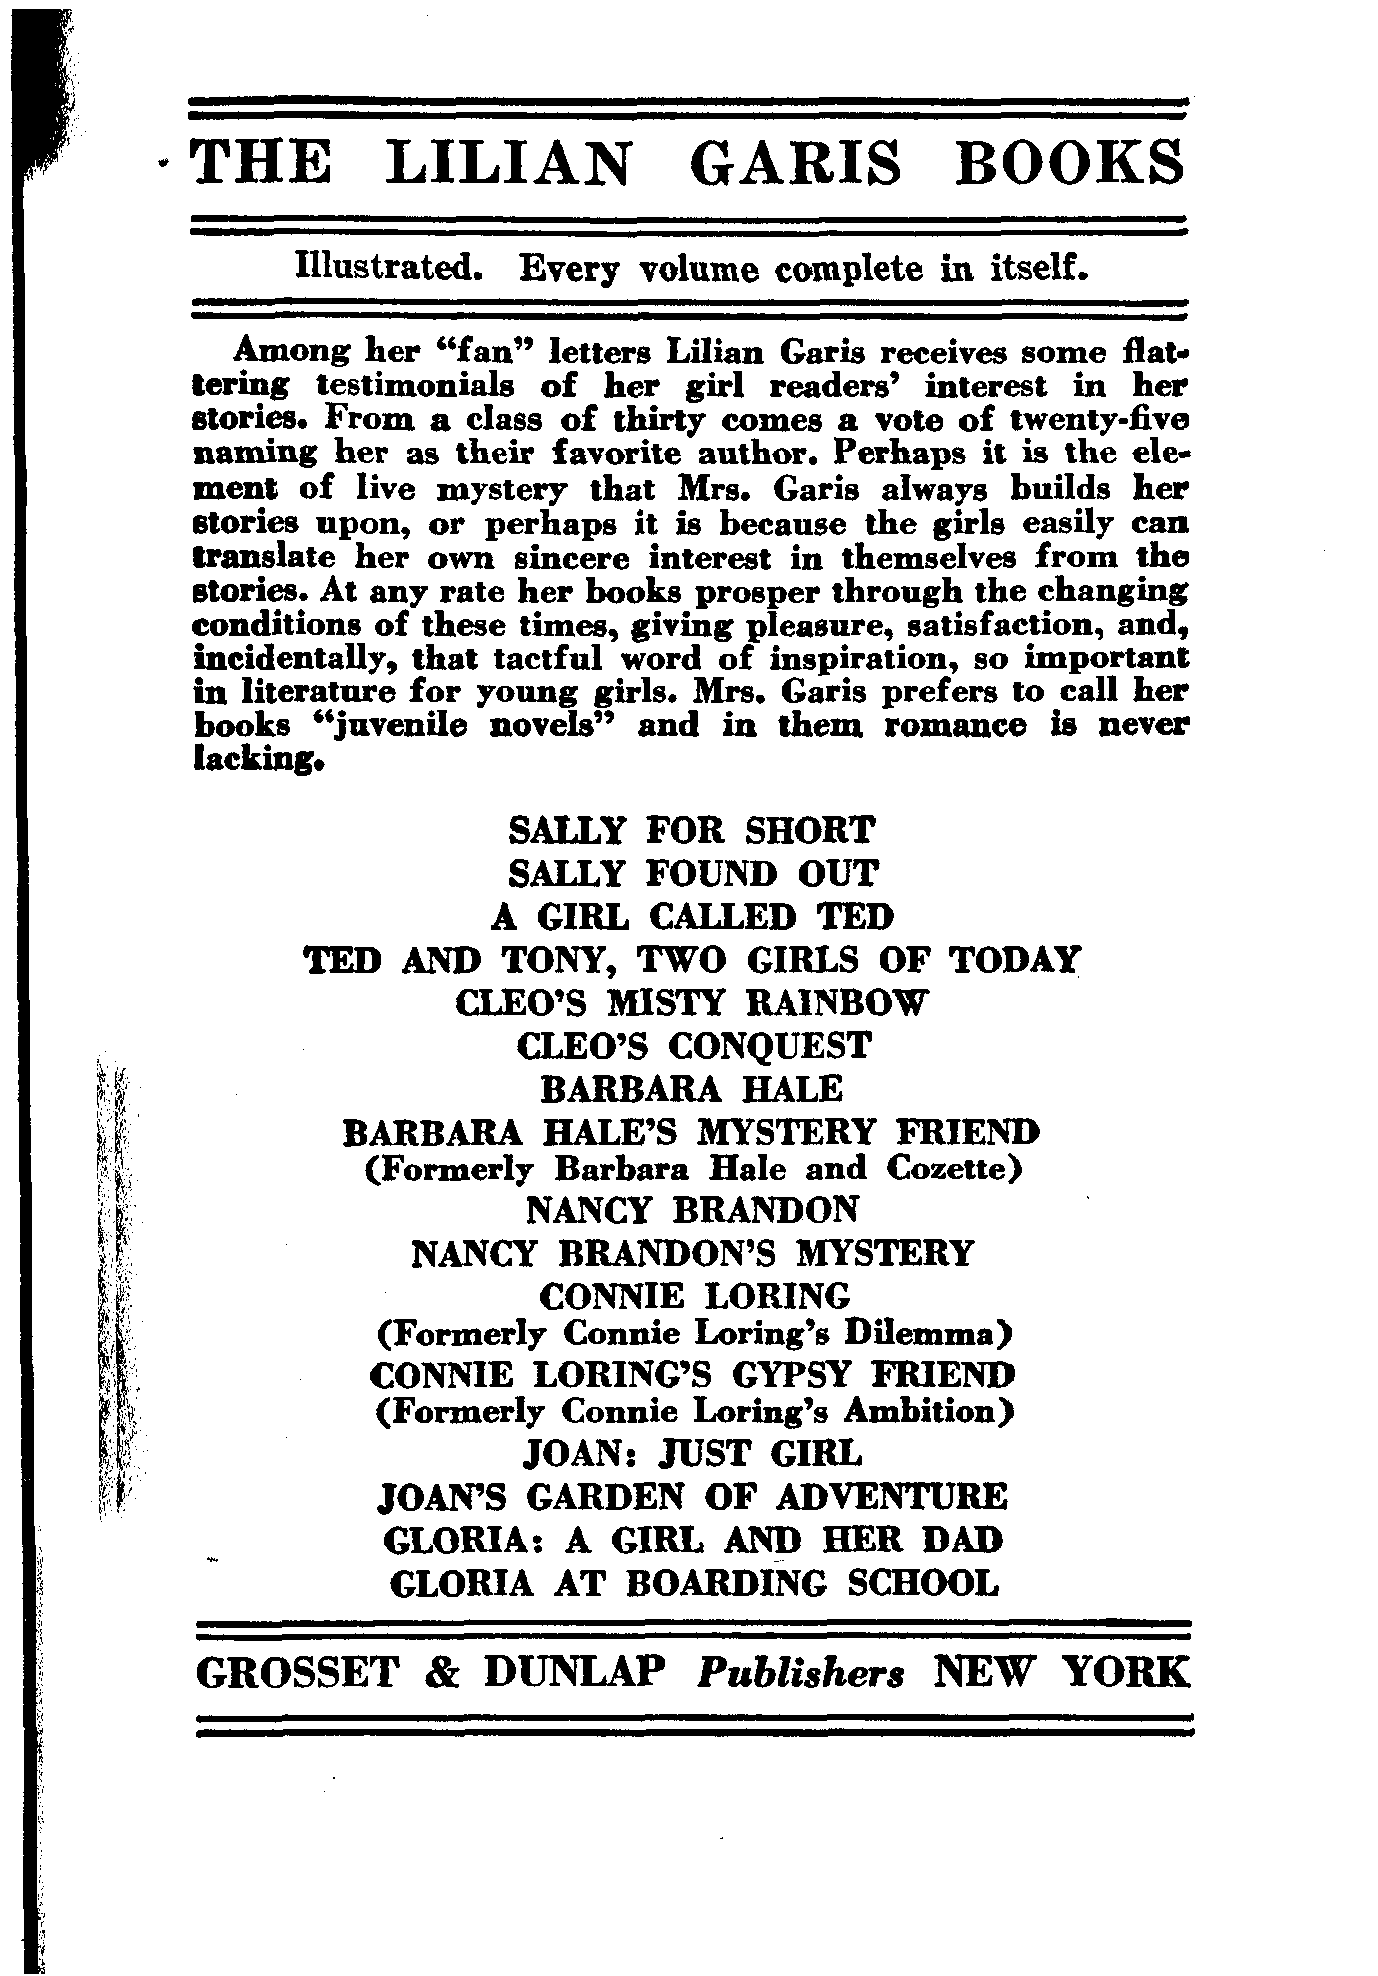 THE LILIAN GARIS BOOKS
Illustrated. Every volume complete in itself.
Among her “fan” letters Lilian Garis receives some flat-
tering testimonials of her girl readers’ interest in her
stories. From a class of thirty comes a vote of twenty-five
naming her as their favorite author. Perhaps it is the ele-
ment of live mystery that Mrs. Garis always builds her
stories upon, or perhaps it is because the girls easily can
translate her own sincere interest in themselves from the
stories. At any rate her books prosper through the changing
conditions of these times, giving pleasure, satisfaction, and,
incidentally, that tactful word of inspiration, so important
in literature for young girls. Mrs. Garis prefers to call her
books “juvenile novels” and in them romance is never
lacking.
SALLY FOR SHORT
SALLY FOUND OUT
A GIRL CALLED TED
TED AND TONY, TWO GIRLS OF TODAY
CLEO’S MISTY RAINBOW
CLEO’S CONQUEST
BARBARA HALE
BARBARA HALE’S MYSTERY FRIEND
(Formerly Barbara Hale and Cozette)
NANCY BRANDON
NANCY BRANDON’S MYSTERY
CONNIE LORING
(Formerly Connie Loring’s Dilemma)
CONNIE LORING’S GYPSY FRIEND
(Formerly Connie Loring’s Ambition)
JOAN: JUST GIRL
JOAN’S GARDEN OF ADVENTURE
GLORIA: A GIRL AND HER DAD
GLORIA AT BOARDING SCHOOL
GROSSET & DUNLAP Publishers NEW YORK